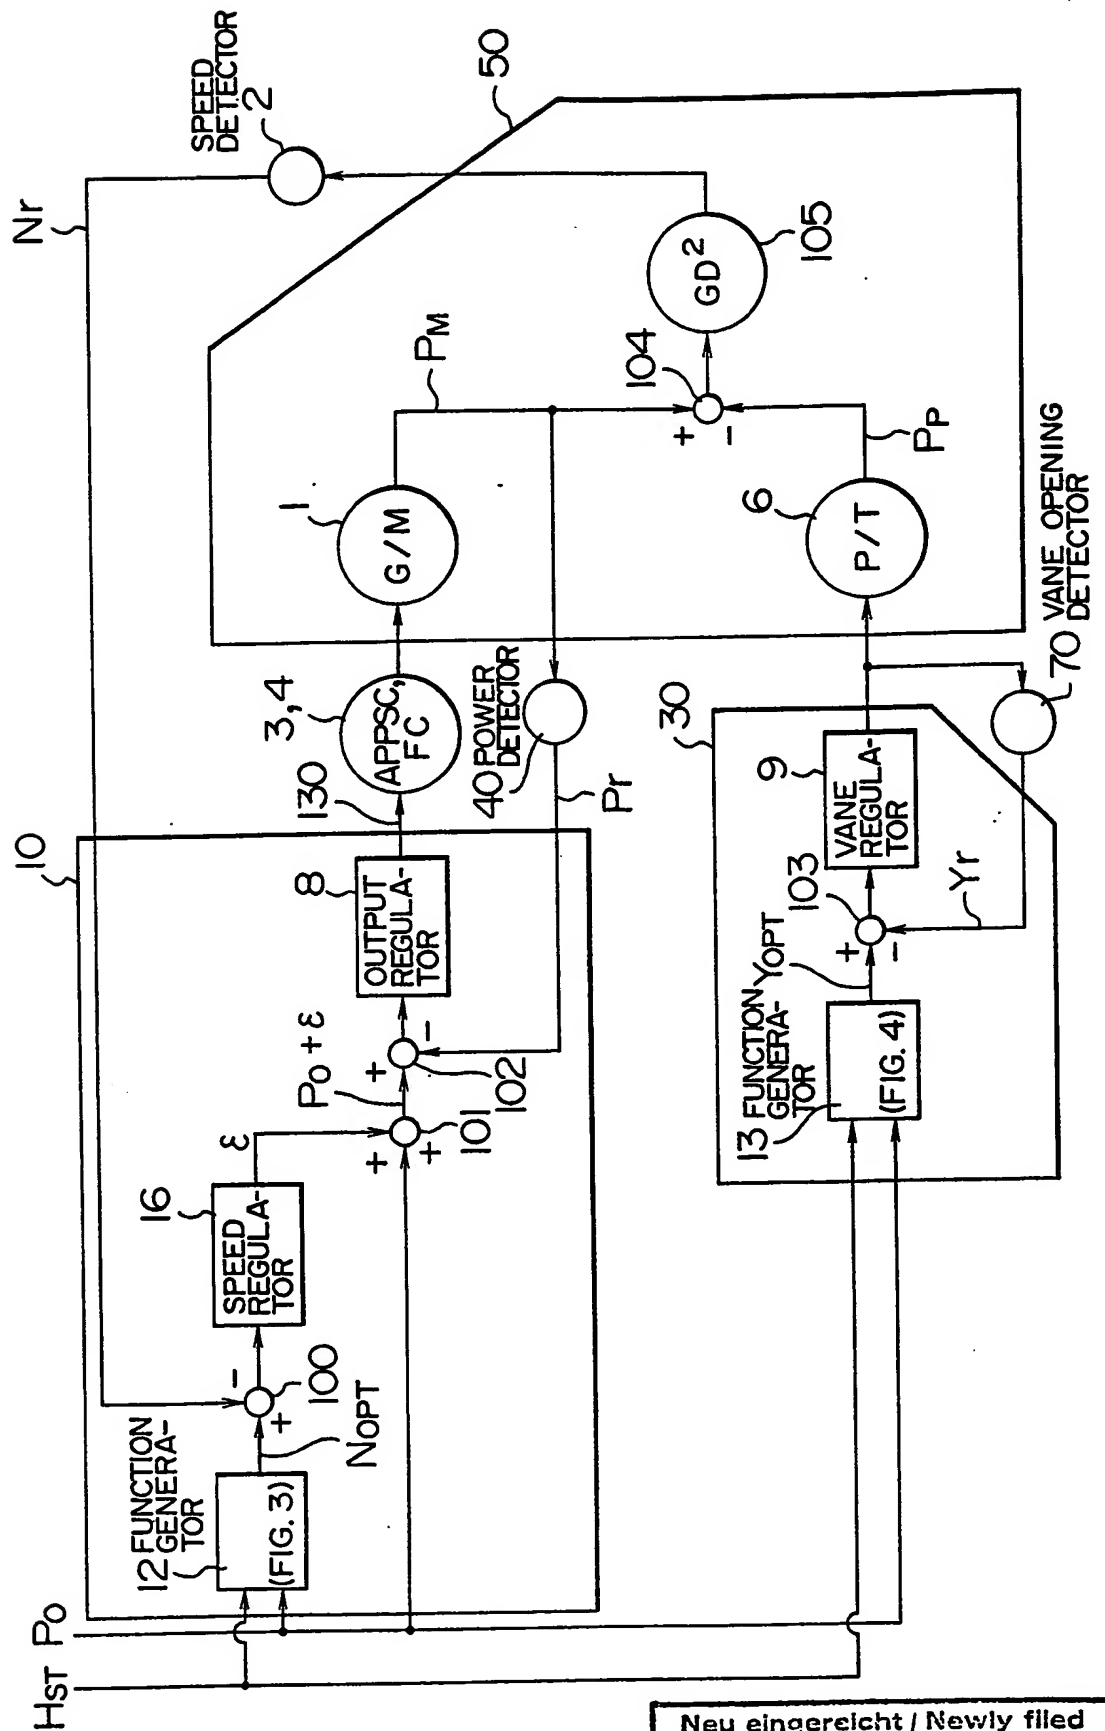 HST
Po
Nr
10
12 FUNCTION
GENERA-
TOR
(FIG. 3)
NOPT
+
-
100
16
SPEED
REGULA-
TOR
ε
+
+
101
Po + ε
+
-
102
8
OUTPUT
REGULA-
TOR
130
3,4
APPSC,
FC
40 POWER
DETECTOR
Pr
1
G/M
PM
SPEED
DETECTOR
2
50
104
+
-
GD2
105
PP
6
P/T
30
13 FUNCTION
GENERA-
TOR
(FIG. 4)
YOPT
+
-
103
9
VANE
REGULA-
TOR
Yr
70 VANE OPENING
DETECTOR
Neu eingereicht / Newly filed